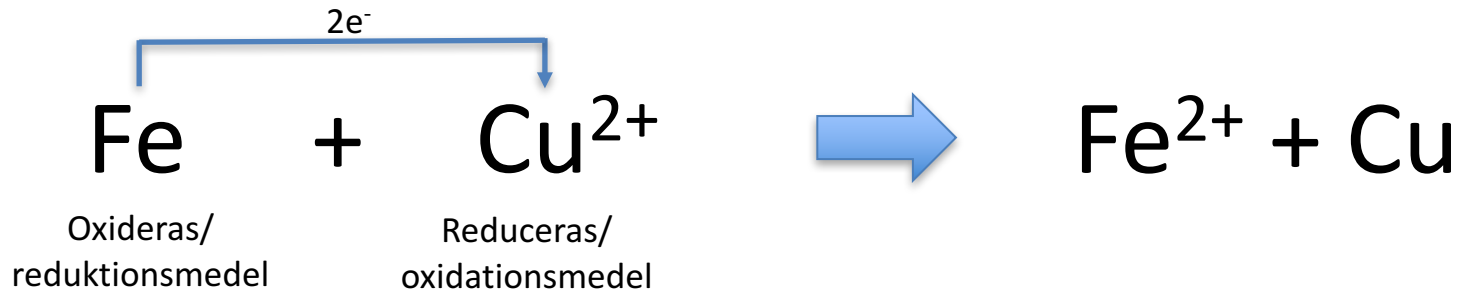 2e⁻
Fe + Cu²⁺ Fe²⁺ + Cu
Oxideras/
reduktionsmedel
Reduceras/
oxidationsmedel